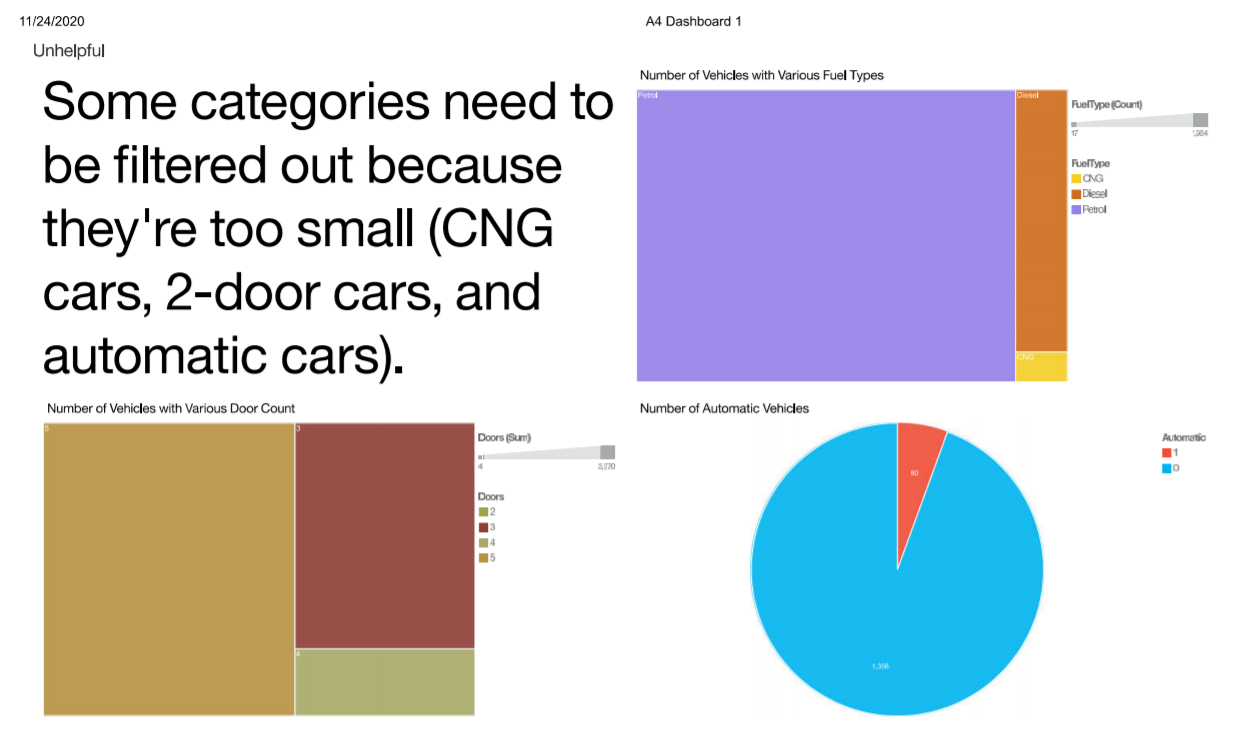 11/24/2020
A4 Dashboard 1
Unhelpful
Some categories need to
be filtered out because
they're too small (CNG
cars, 2-door cars, and
automatic cars).
Number of Vehicles with Various Fuel Types
Petrol
Diesel
CNG
FuelType (Count)
17
FuelType
CNG
Diesel
Petrol
Number of Vehicles with Various Door Count
5
3
4
Doors (Sum)
4
3,370
Doors
2
3
4
5
Number of Automatic Vehicles
80
1,356
Automatic
1
0